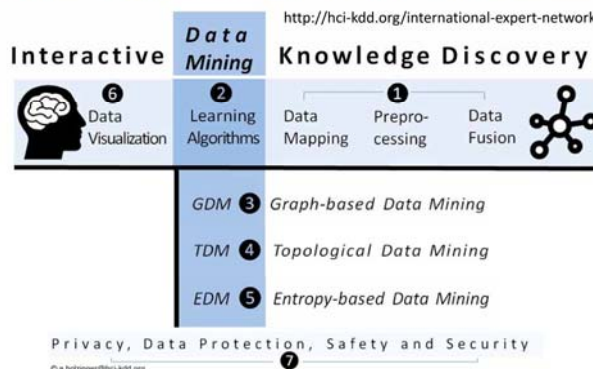 http://hci-kdd.org/international-expert-network
Data
Interactive Mining Knowledge Discovery
6 2 1
Data Learning Data Prepro- Data
Visualization Algorithms Mapping cessing Fusion
GDM 3 Graph-based Data Mining
TDM 4 Topological Data Mining
EDM 5 Entropy-based Data Mining
Privacy, Data Protection, Safety and Security
7